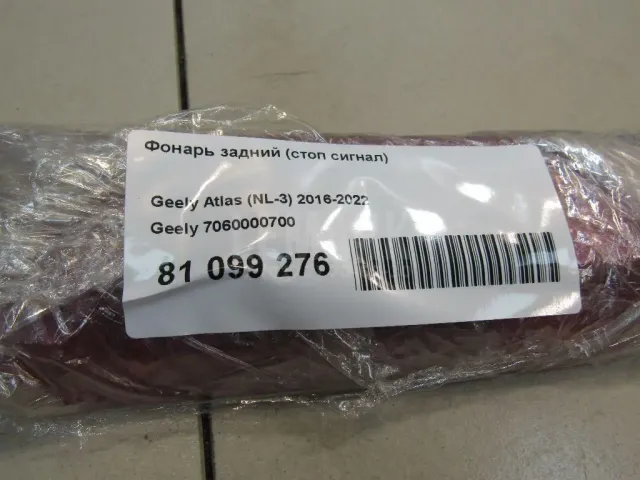 Фонарь задний (стоп сигнал)
Geely Atlas (NL-3) 2016-2022
Geely 7060000700
81 099 276